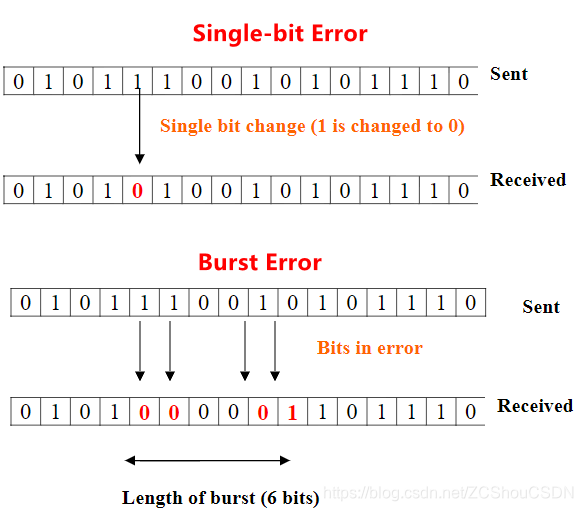 Single-bit Error
0 1 0 1 1 1 0 0 1 0 1 0 1 1 1 0 Sent
Single bit change (1 is changed to 0)
0 1 0 1 0 1 0 0 1 0 1 0 1 1 1 0 Received
Burst Error
0 1 0 1 1 1 0 0 1 0 1 0 1 1 1 0 Sent
Bits in error
0 1 0 1 0 0 0 0 0 1 1 0 1 1 1 0 Received
Length of burst (6 bits)
https://blog.csdn.net/ZCShouCSDN